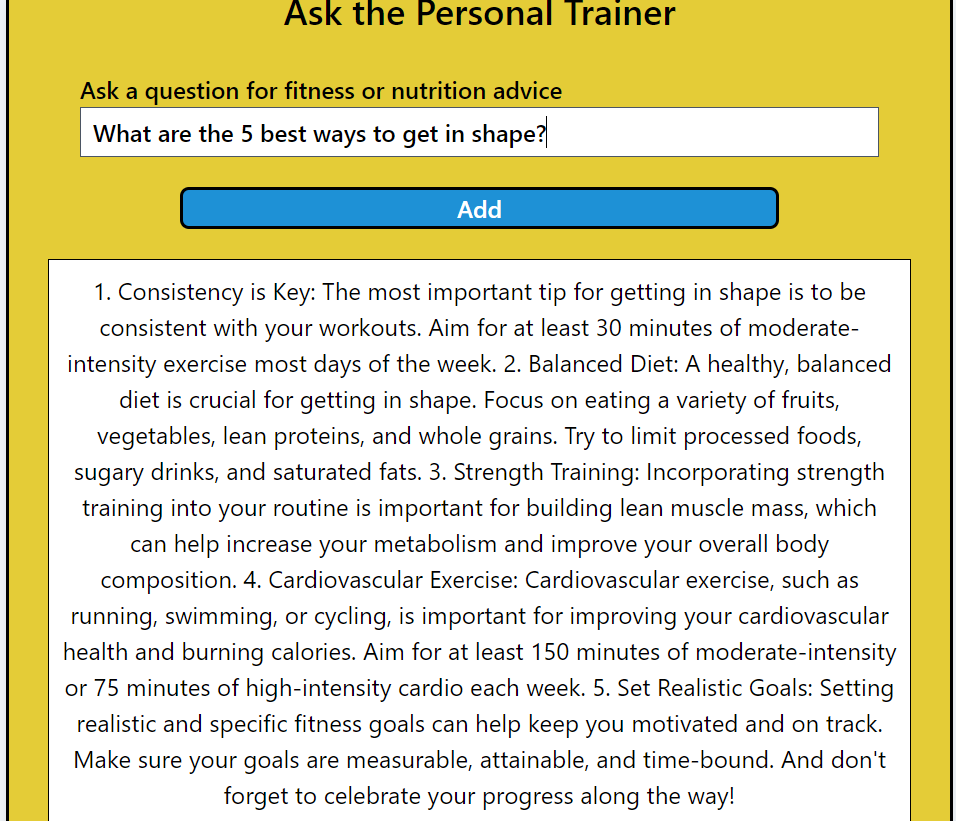 Ask the Personal Trainer
Ask a question for fitness or nutrition advice
What are the 5 best ways to get in shape?
Add
1. Consistency is Key: The most important tip for getting in shape is to be
consistent with your workouts. Aim for at least 30 minutes of moderate-
intensity exercise most days of the week. 2. Balanced Diet: A healthy, balanced
diet is crucial for getting in shape. Focus on eating a variety of fruits,
vegetables, lean proteins, and whole grains. Try to limit processed foods,
sugary drinks, and saturated fats. 3. Strength Training: Incorporating strength
training into your routine is important for building lean muscle mass, which
can help increase your metabolism and improve your overall body
composition. 4. Cardiovascular Exercise: Cardiovascular exercise, such as
running, swimming, or cycling, is important for improving your cardiovascular
health and burning calories. Aim for at least 150 minutes of moderate-intensity
or 75 minutes of high-intensity cardio each week. 5. Set Realistic Goals: Setting
realistic and specific fitness goals can help keep you motivated and on track.
Make sure your goals are measurable, attainable, and time-bound. And don't
forget to celebrate your progress along the way!